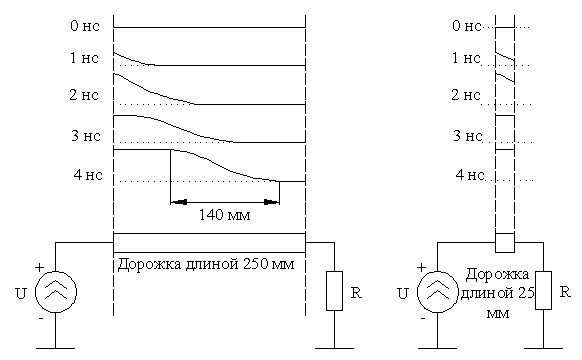 0 нс
1 нс
2 нс
3 нс
4 нс
140 мм
Дорожка длиной 250 мм
+
U
-
R
0 нс
1 нс
2 нс
3 нс
4 нс
+
U
-
Дорожка
длиной 25
мм
R